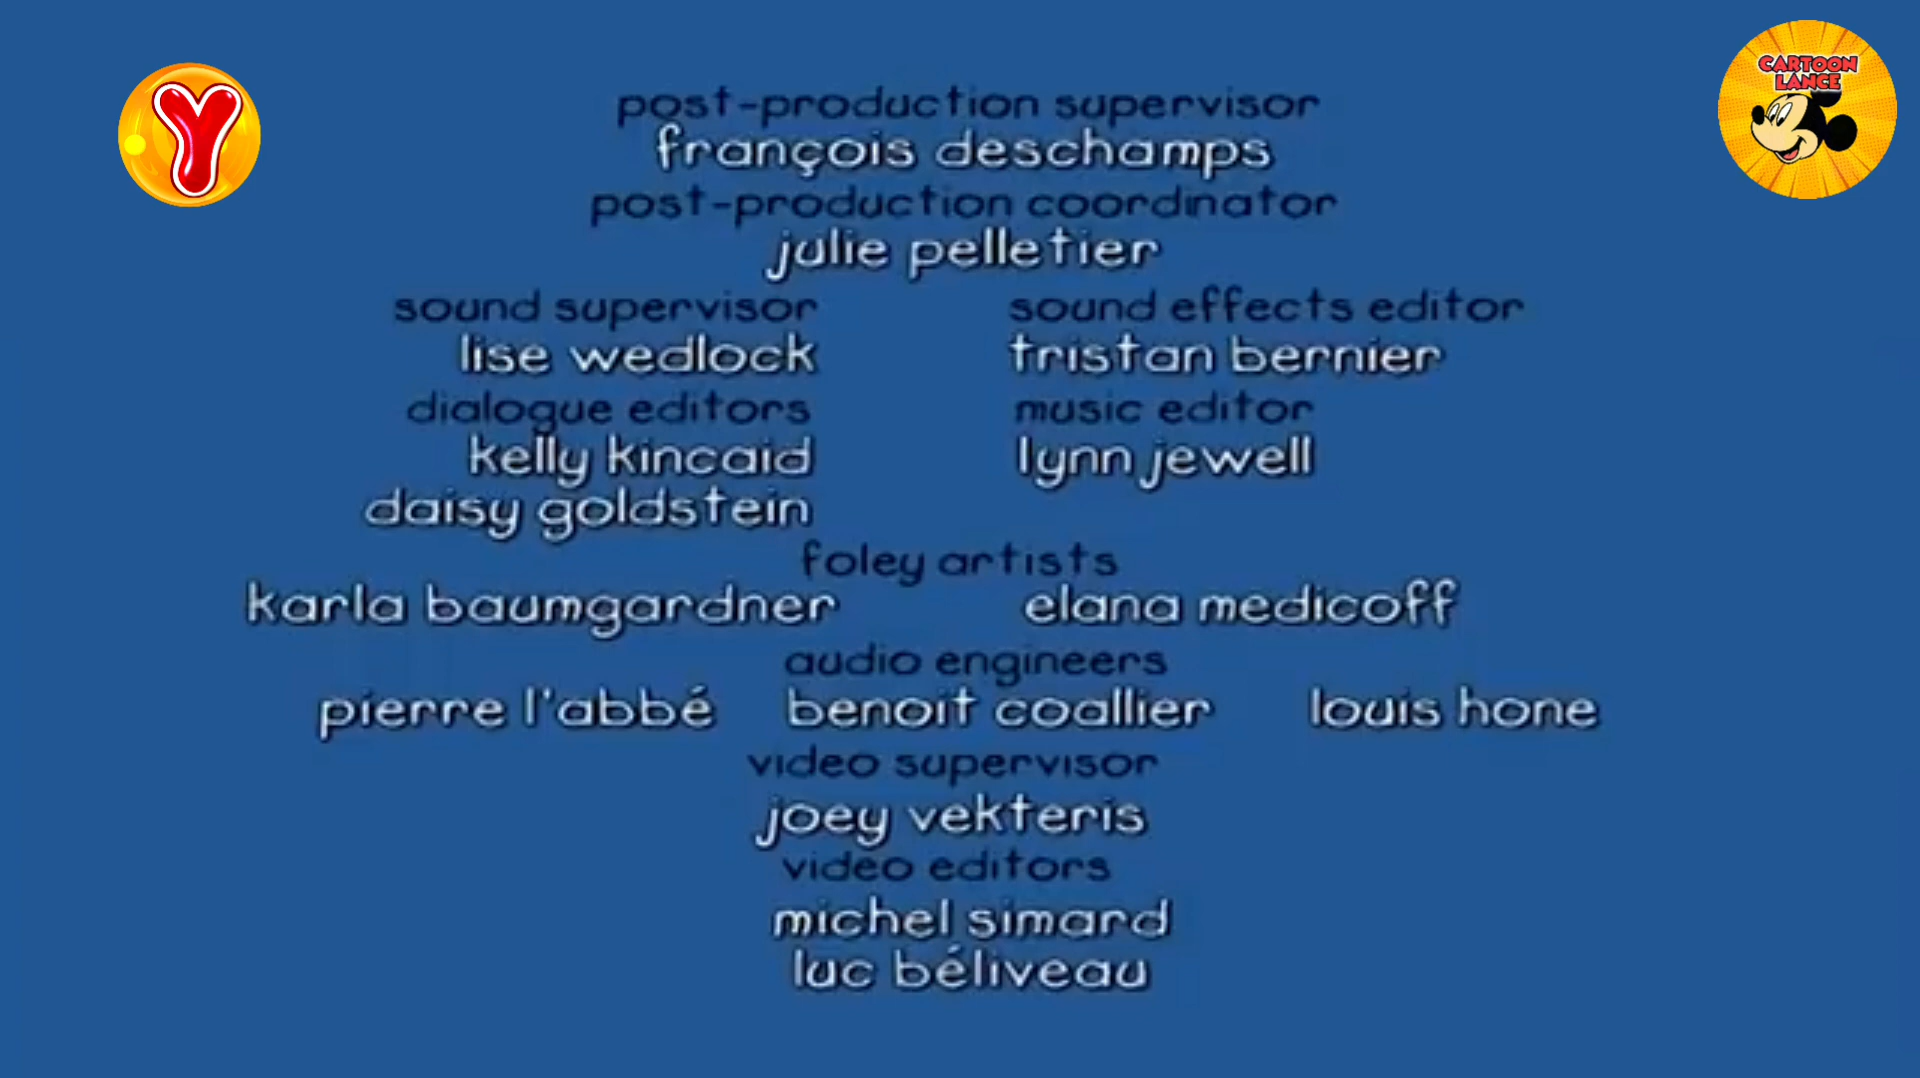 Y
CARTOON
LANCE
post-production supervisor
françois deschamps
post-production coordinator
julie pelletier
sound supervisor sound effects editor
lise wedlock tristan bernier
dialogue editors music editor
kelly kincaid lynn jewell
daisy goldstein
foley artists
karla baumgardner elana medicoff
audio engineers
pierre l'abbé benoit coallier louis hone
video supervisor
joey vekteris
video editors
michel simard
luc béliveau